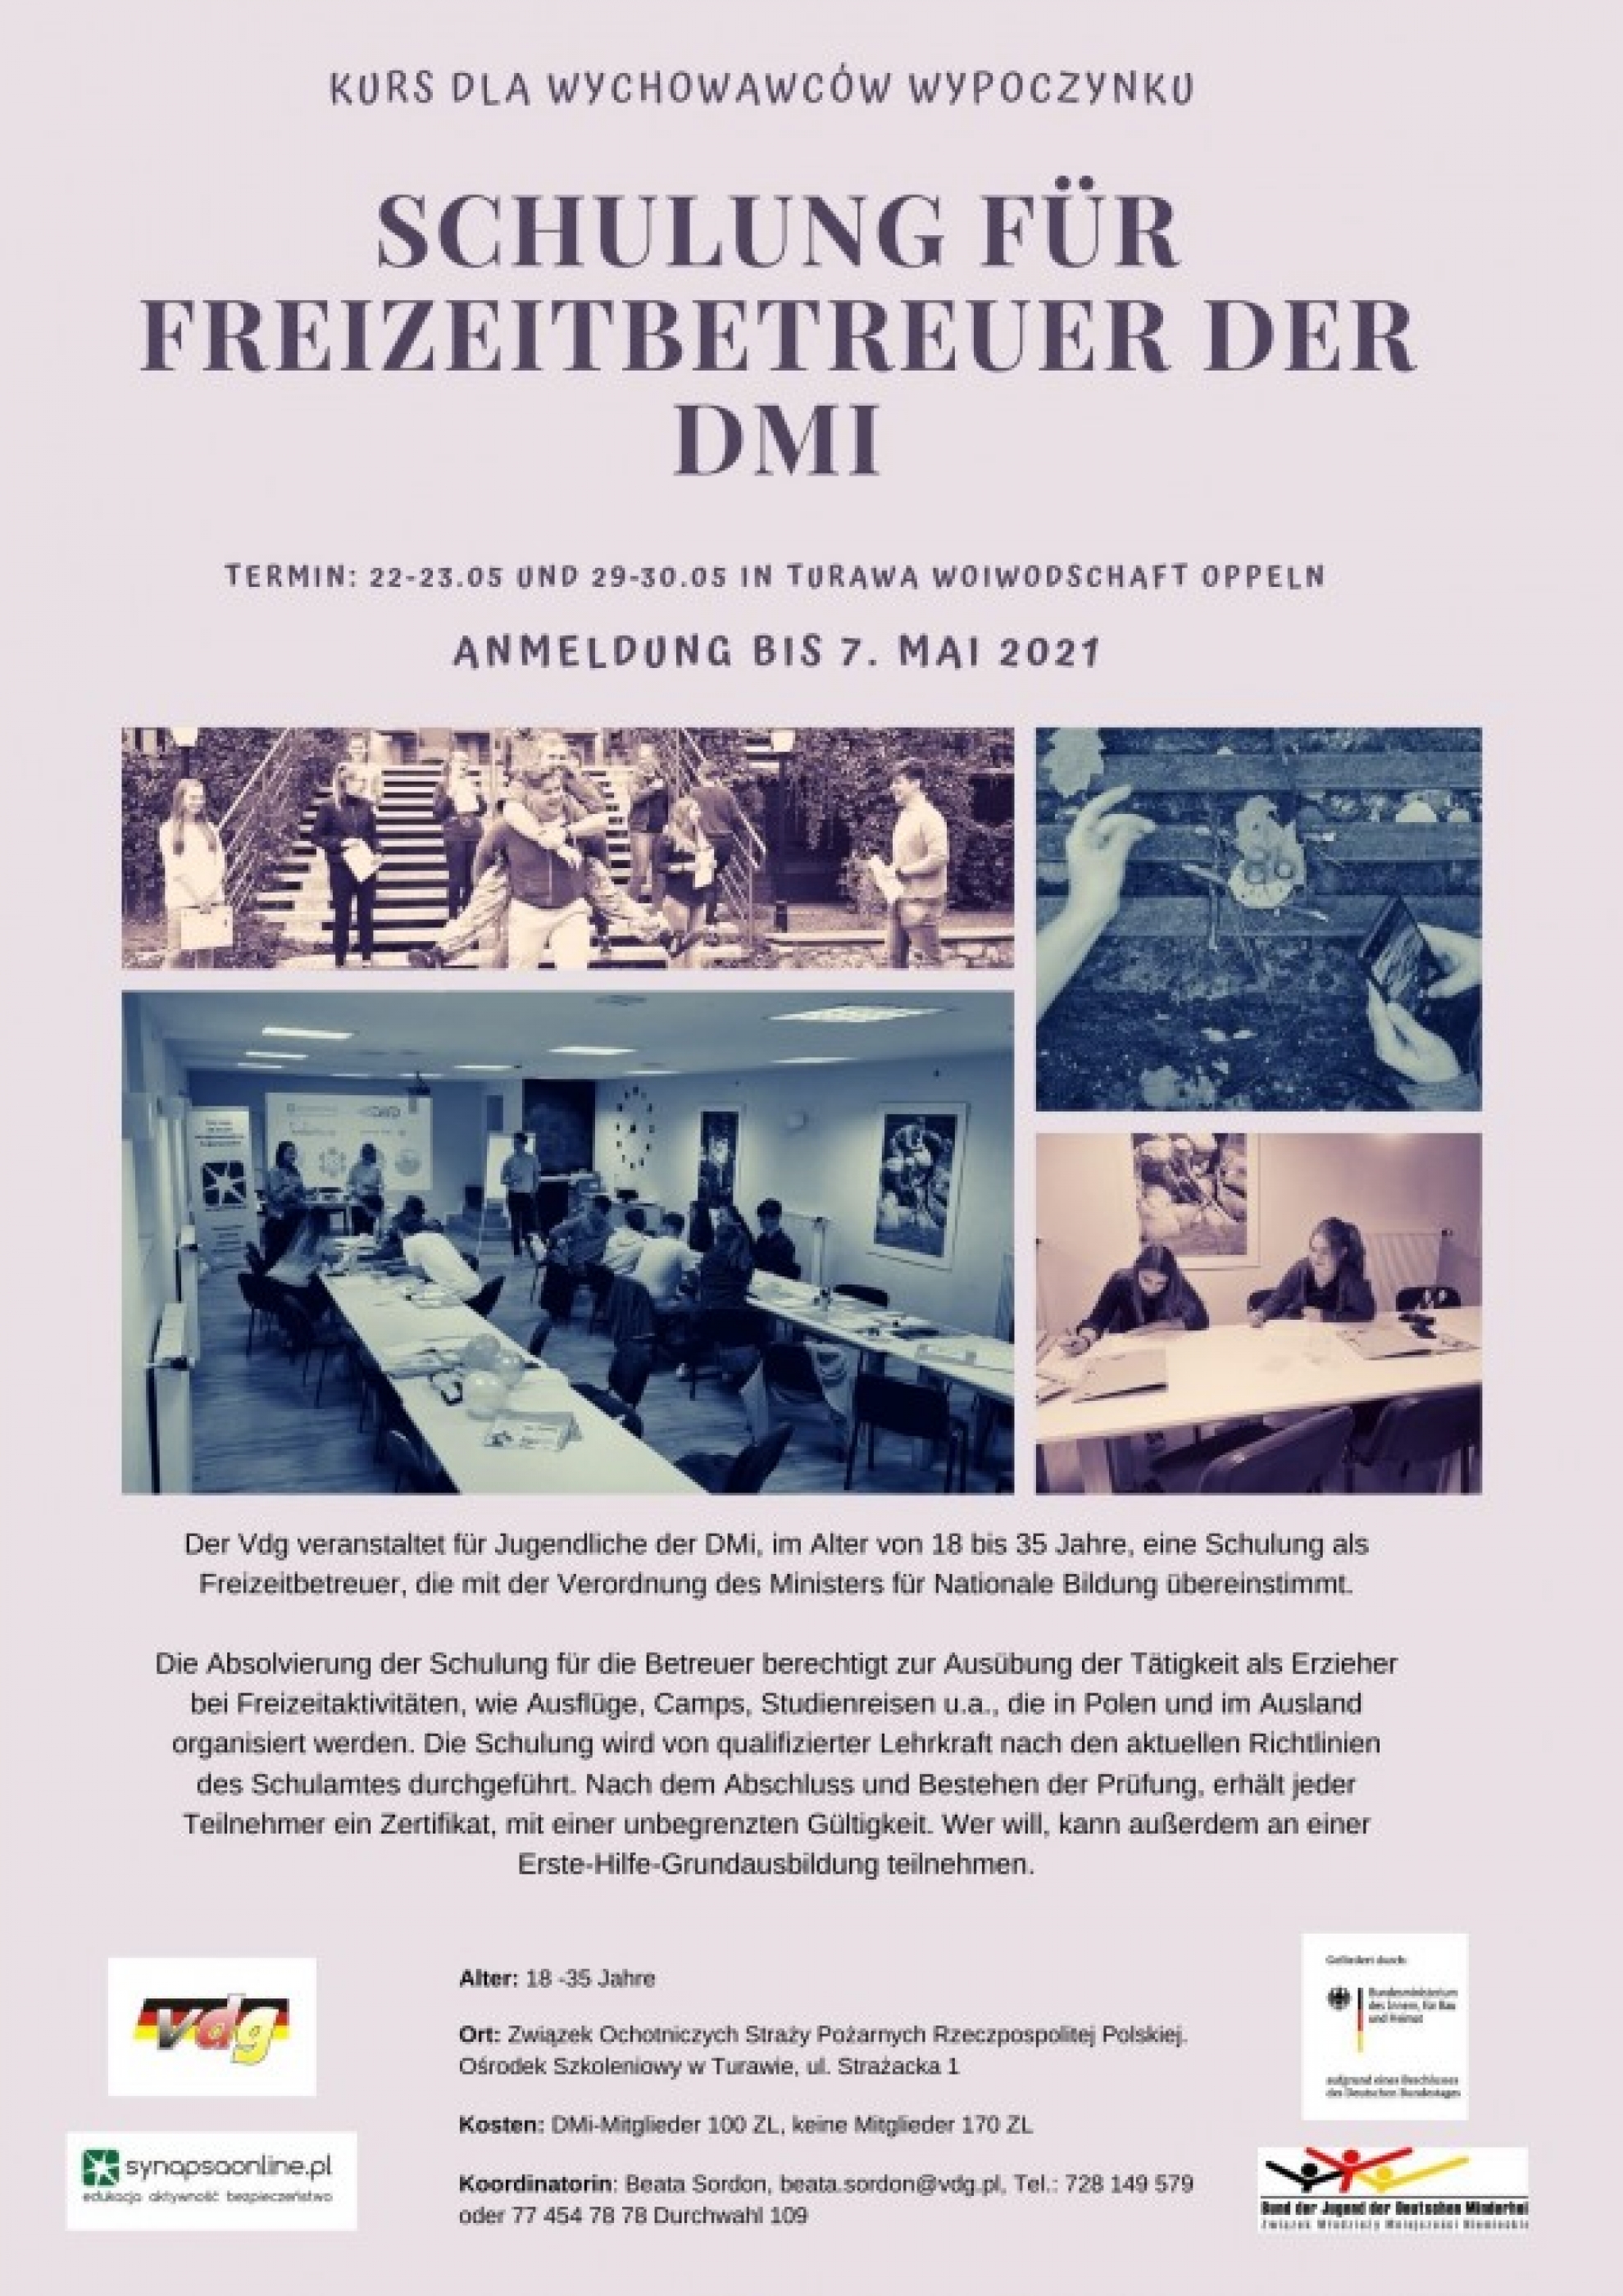 KURS DLA WYCHOWAWCÓW WYPOCZYNKU
SCHULUNG FÜR
FREIZEITBETREUER DER
DMI
TERMIN: 22-23.05 UND 29-30.05 IN TURAWA WOIWODSCHAFT OPPELN
ANMELDUNG BIS 7. MAI 2021
Der Vdg veranstaltet für Jugendliche der DMi, im Alter von 18 bis 35 Jahre, eine Schulung als
Freizeitbetreuer, die mit der Verordnung des Ministers für Nationale Bildung übereinstimmt.
Die Absolvierung der Schulung für die Betreuer berechtigt zur Ausübung der Tätigkeit als Erzieher
bei Freizeitaktivitäten, wie Ausflüge, Camps, Studienreisen u.a., die in Polen und im Ausland
organisiert werden. Die Schulung wird von qualifizierter Lehrkraft nach den aktuellen Richtlinien
des Schulamtes durchgeführt. Nach dem Abschluss und Bestehen der Prüfung, erhält jeder
Teilnehmer ein Zertifikat, mit einer unbegrenzten Gültigkeit. Wer will, kann außerdem an einer
Erste-Hilfe-Grundausbildung teilnehmen.
vdg
synapsaonline.pl
edukacja aktywność bezpieczeństwo
Alter: 18 -35 Jahre
Ort: Związek Ochotniczych Straży Pożarnych Rzeczpospolitej Polskiej.
Ośrodek Szkoleniowy w Turawie, ul. Strażacka 1
Kosten: DMi-Mitglieder 100 ZL, keine Mitglieder 170 ZL
Koordinatorin: Beata Sordon, beata.sordon@vdg.pl, Tel.: 728 149 579
oder 77 454 78 78 Durchwahl 109
Gefördert durch:
Bundesministerium
des Innern, für Bau
und Heimat
aufgrund eines Beschlusses
des Deutschen Bundestages
Bund der Jugend der Deutschen Minderhei
Związek Młodzieży Mniejszości Niemieckie